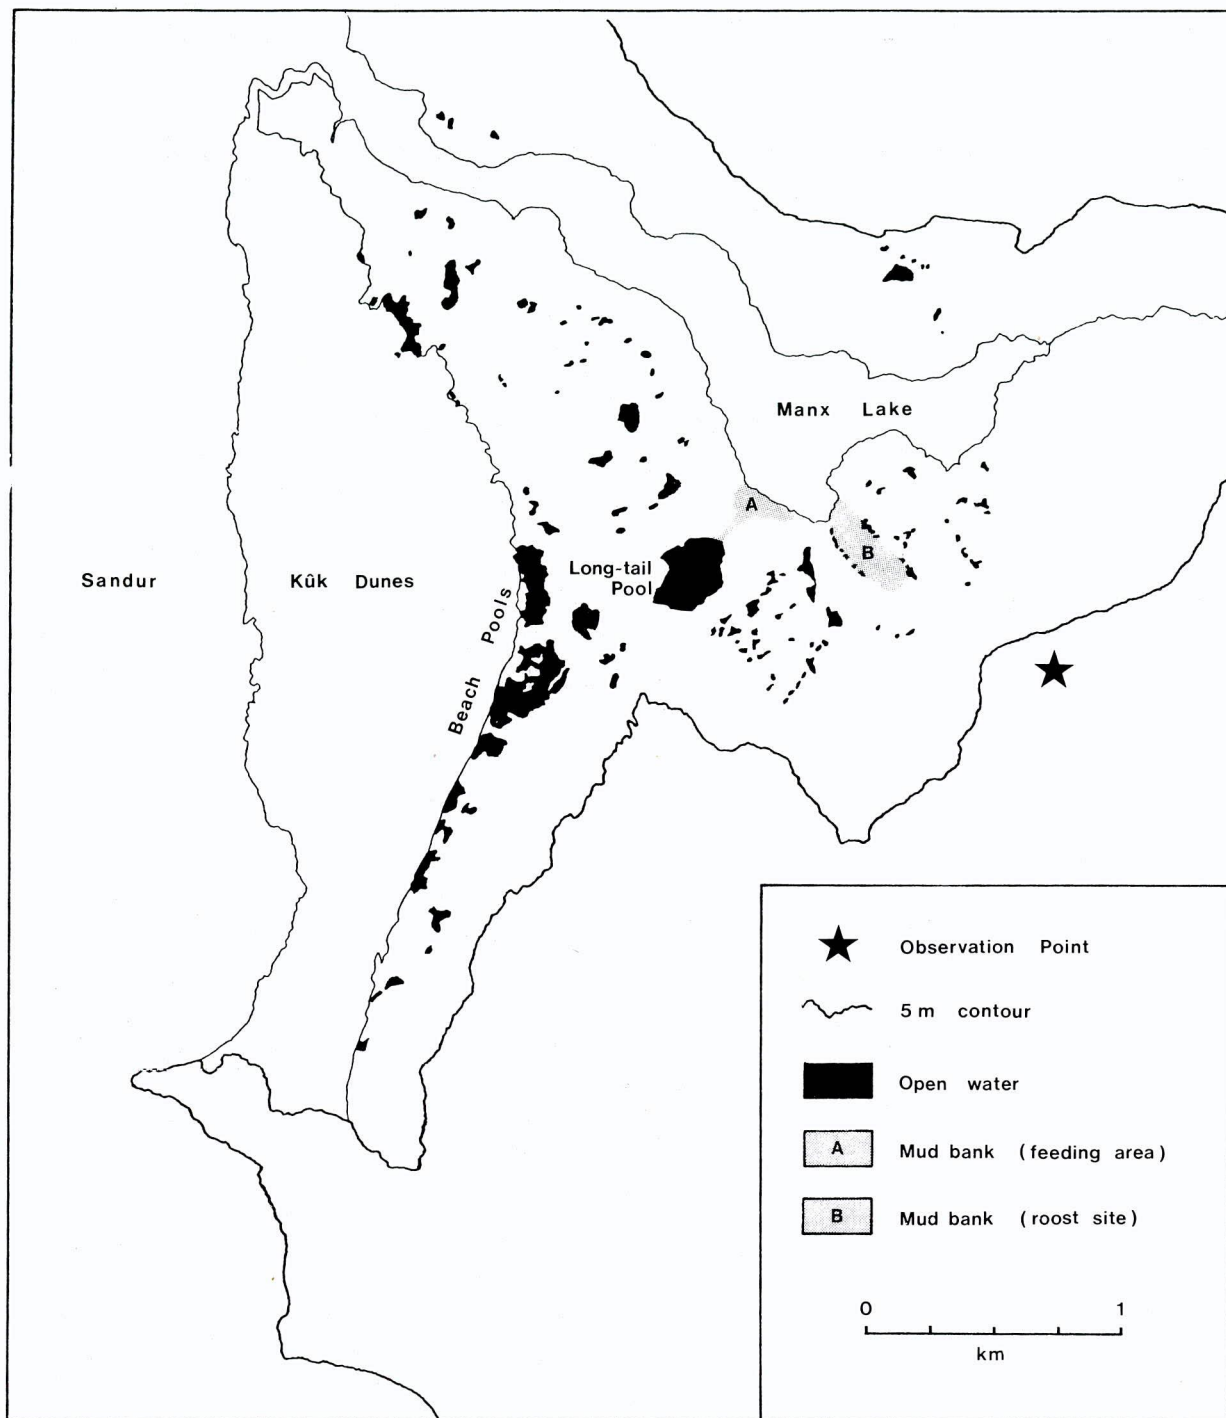 Manx Lake
A
B
Long-tail
Pool
Sandur
Kûk Dunes
Beach Pools
Observation Point
5 m contour
Open water
A
Mud bank (feeding area)
B
Mud bank (roost site)
0 1
km